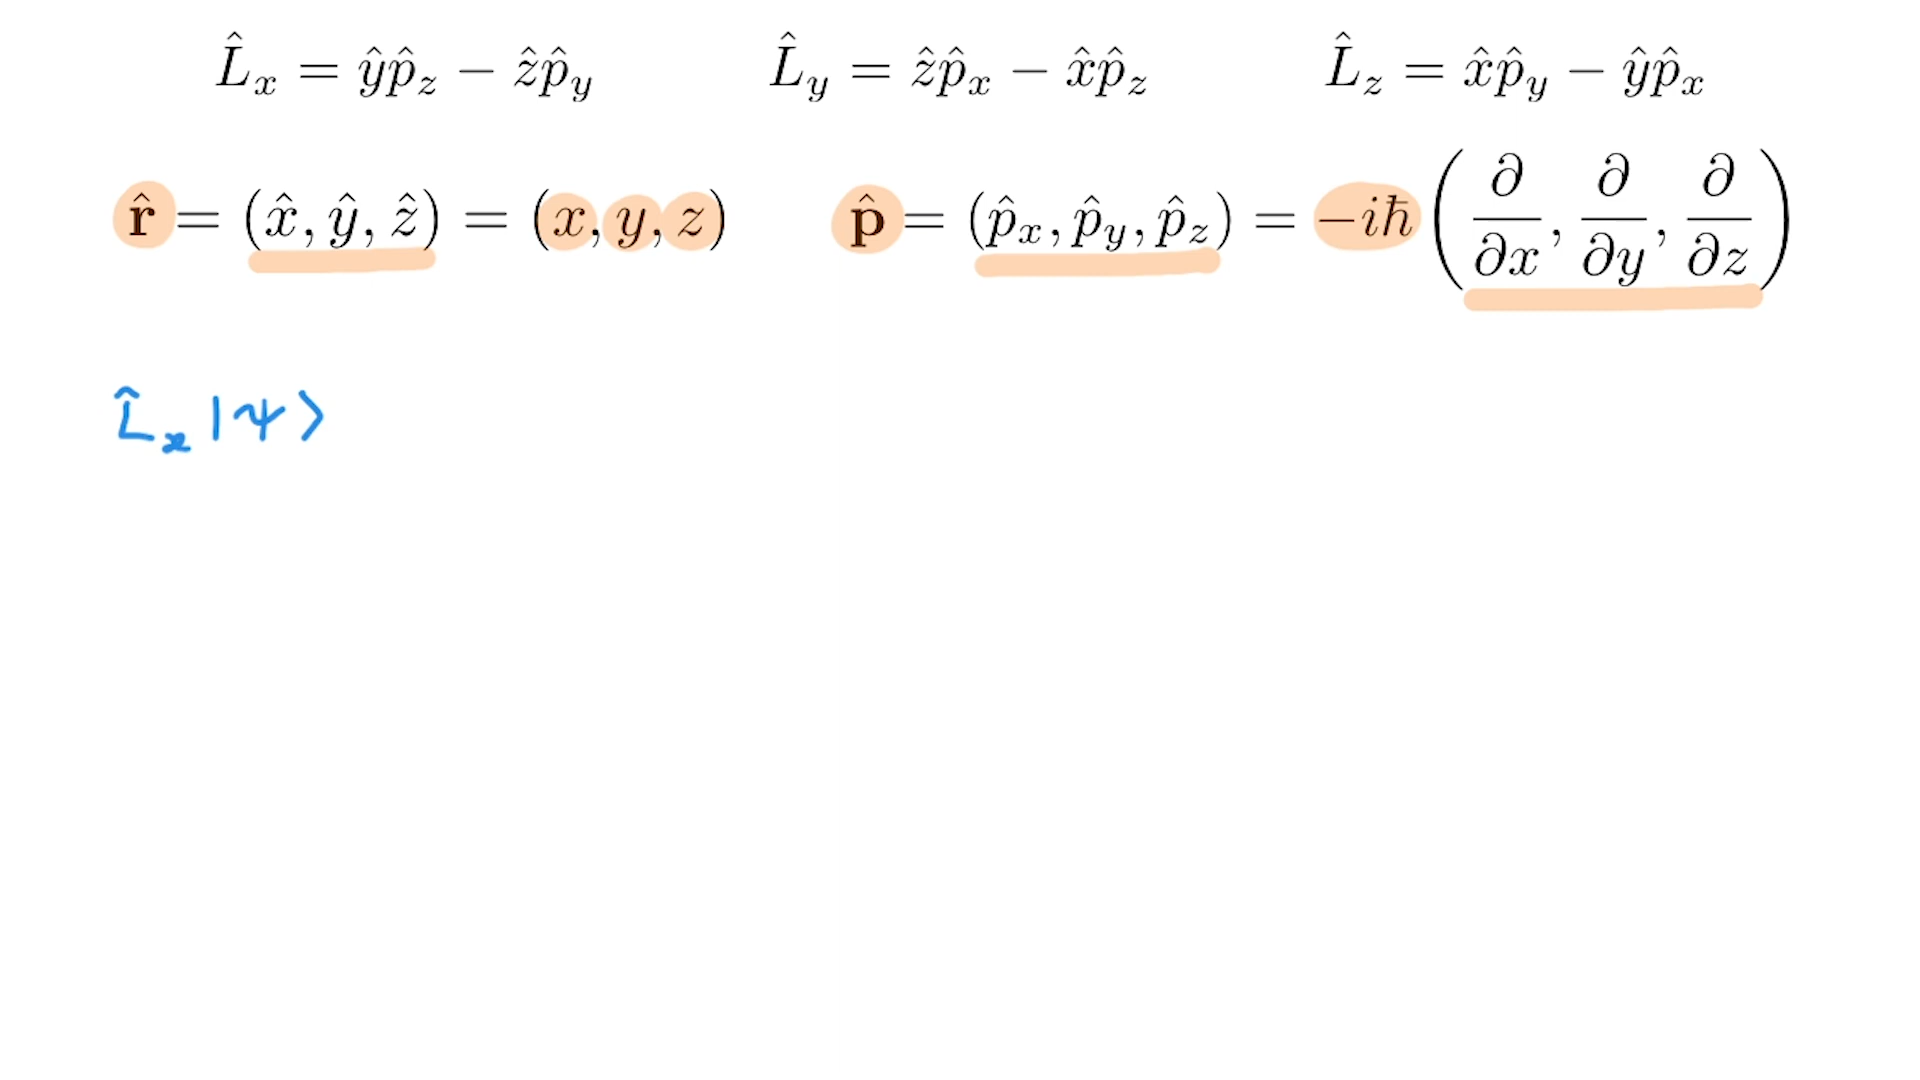 L̂ₓ = ŷp̂_z − ẑp̂_y L̂_y = ẑp̂ₓ − x̂p̂_z L̂_z = x̂p̂_y − ŷp̂ₓ
r̂ = (x̂, ŷ, ẑ) = (x, y, z) p̂ = (p̂ₓ, p̂_y, p̂_z) = −iħ (∂/∂x, ∂/∂y, ∂/∂z)
L̂ₓ |ψ⟩